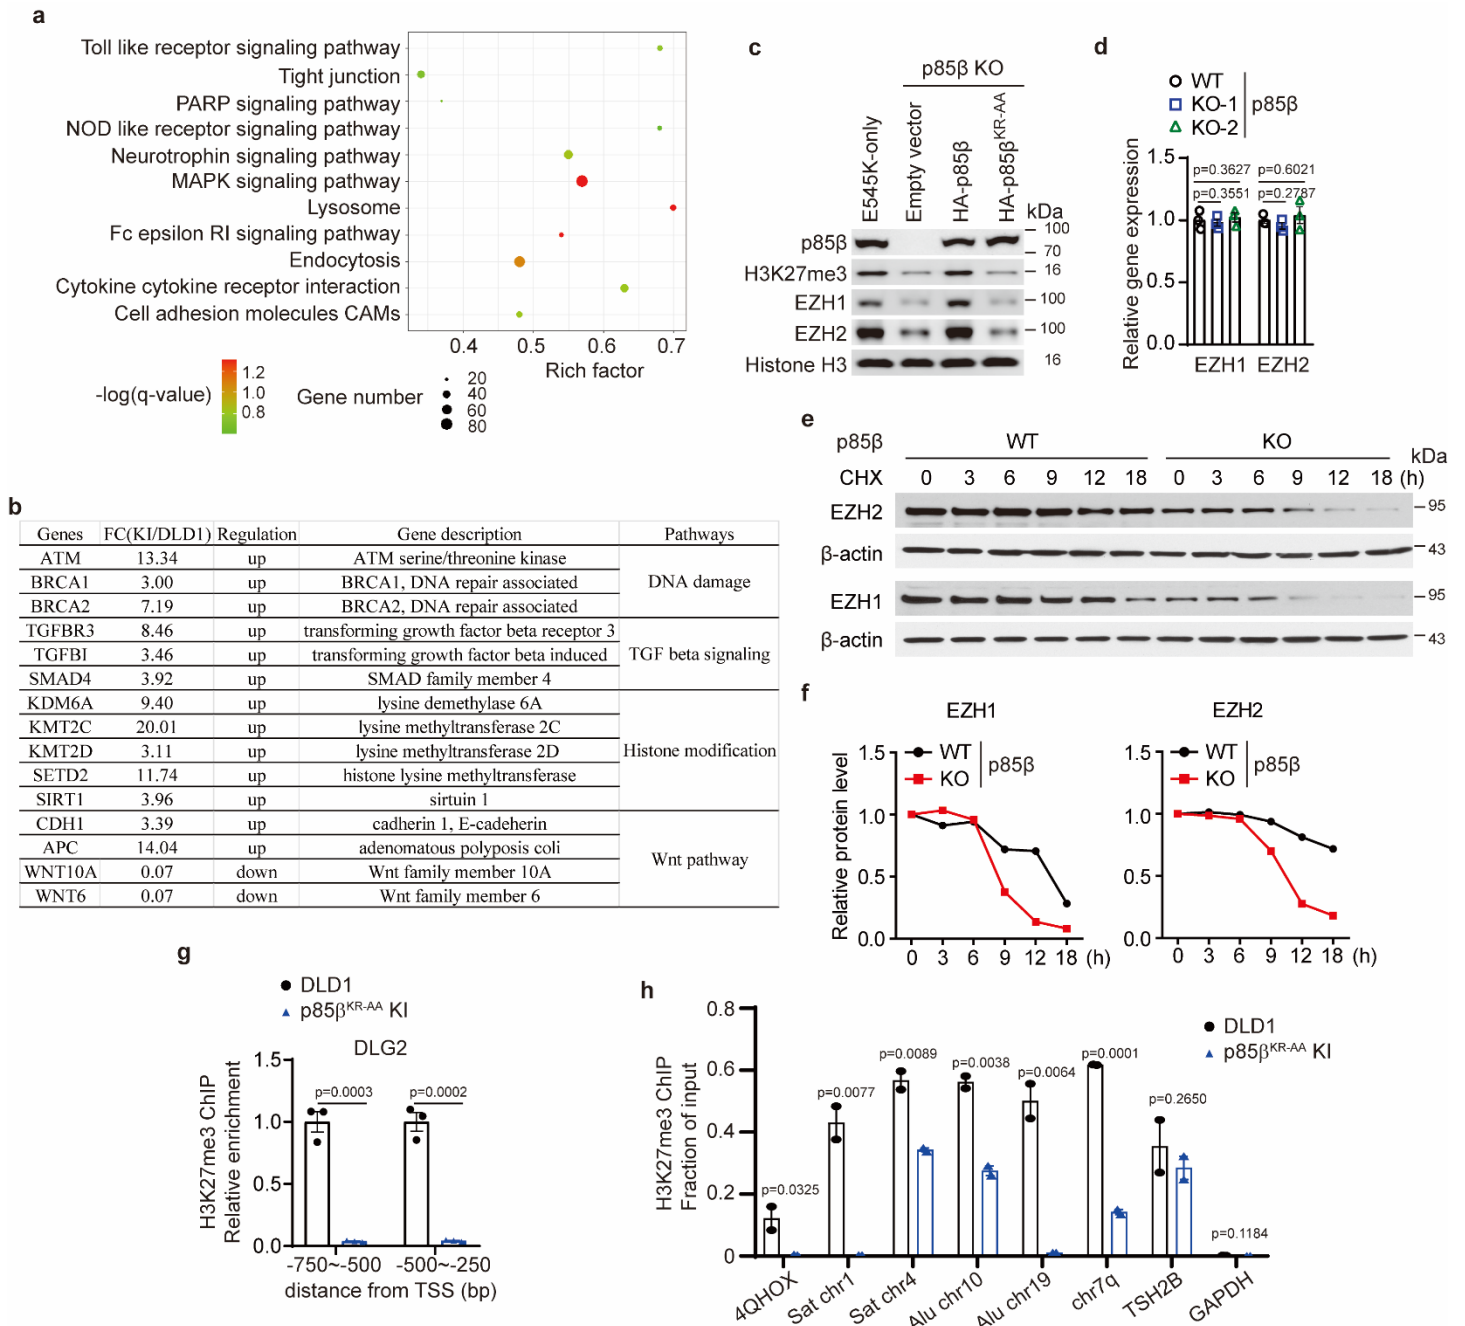 a
Toll like receptor signaling pathway
Tight junction
PARP signaling pathway
NOD like receptor signaling pathway
Neurotrophin signaling pathway
MAPK signaling pathway
Lysosome
Fc epsilon RI signaling pathway
Endocytosis
Cytokine cytokine receptor interaction
Cell adhesion molecules CAMs
0.4 0.5 0.6 0.7
Rich factor
-log(q-value)
1.2
1.0
0.8
Gene number
20
40
60
80
b
Genes FC(KI/DLD1) Regulation Gene description Pathways
ATM 13.34 up ATM serine/threonine kinase
BRCA1 3.00 up BRCA1, DNA repair associated DNA damage
BRCA2 7.19 up BRCA2, DNA repair associated
TGFBR3 8.46 up transforming growth factor beta receptor 3
TGFBI 3.46 up transforming growth factor beta induced TGF beta signaling
SMAD4 3.92 up SMAD family member 4
KDM6A 9.40 up lysine demethylase 6A
KMT2C 20.01 up lysine methyltransferase 2C
KMT2D 3.11 up lysine methyltransferase 2D Histone modification
SETD2 11.74 up histone lysine methyltransferase
SIRT1 3.96 up sirtuin 1
CDH1 3.39 up cadherin 1, E-cadeherin
APC 14.04 up adenomatous polyposis coli Wnt pathway
WNT10A 0.07 down Wnt family member 10A
WNT6 0.07 down Wnt family member 6
c
p85β KO
E545K-only
Empty vector
HA-p85β
HA-p85βKR-AA
kDa
p85β
100
70
H3K27me3 16
EZH1 100
EZH2 100
Histone H3 16
d
WT
KO-1
KO-2
p85β
Relative gene expression
1.5
1.0
0.5
0.0
p=0.3627 p=0.6021
p=0.3551 p=0.2787
EZH1 EZH2
e
p85β WT KO kDa
CHX 0 3 6 9 12 18 0 3 6 9 12 18 (h)
EZH2 95
β-actin 43
EZH1 95
β-actin 43
f
EZH1
WT
KO
p85β
Relative protein level
1.5
1.0
0.5
0.0
0 3 6 9 12 18 (h)
EZH2
WT
KO
p85β
1.5
1.0
0.5
0.0
0 3 6 9 12 18 (h)
g
DLD1
p85βKR-AA KI
DLG2
H3K27me3 ChIP
Relative enrichment
1.5
1.0
0.5
0.0
p=0.0003 p=0.0002
-750~-500 -500~-250
distance from TSS (bp)
h
DLD1
p85βKR-AA KI
H3K27me3 ChIP
Fraction of input
0.8
0.6
0.4
0.2
0
p=0.0325
p=0.0077
p=0.0089
p=0.0038
p=0.0064
p=0.0001
p=0.2650
p=0.1184
4QHOX
Sat chr1
Sat chr4
Alu chr10
Alu chr19
chr7q
TSH2B
GAPDH